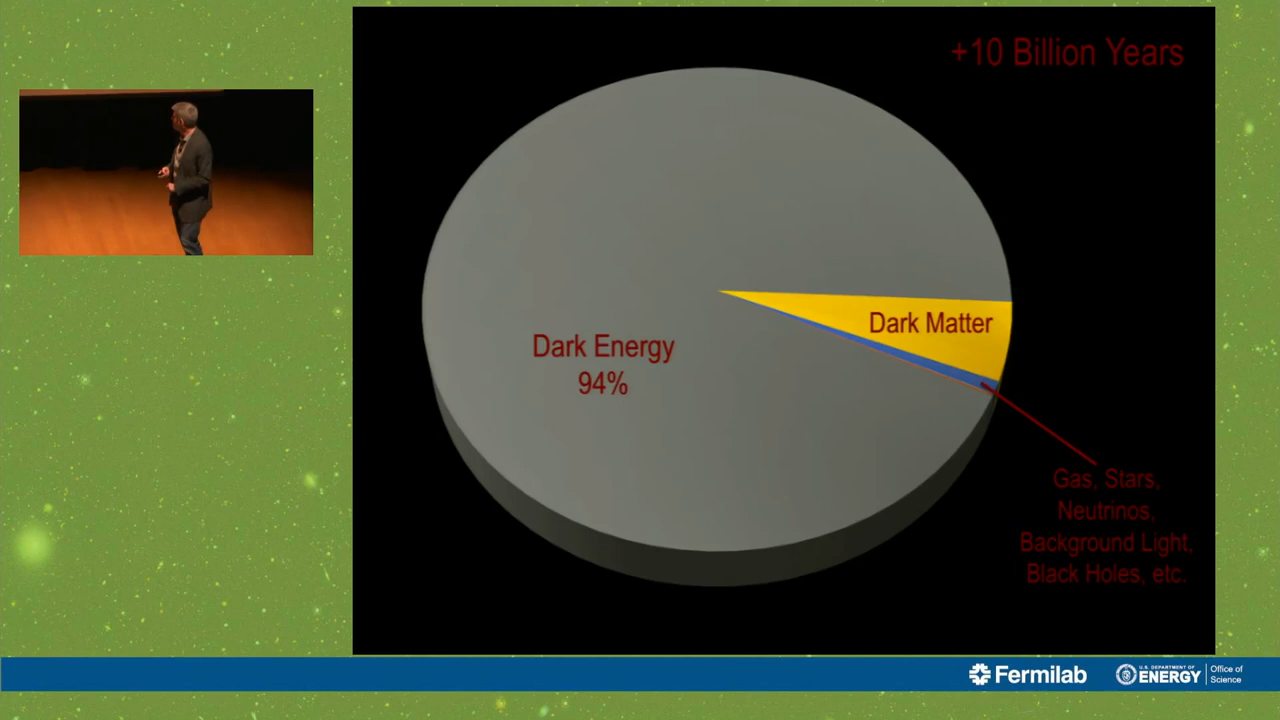 +10 Billion Years
Dark Matter
Dark Energy
94%
Gas, Stars,
Neutrinos,
Background Light,
Black Holes, etc.
Fermilab
U.S. DEPARTMENT OF
ENERGY
Office of
Science